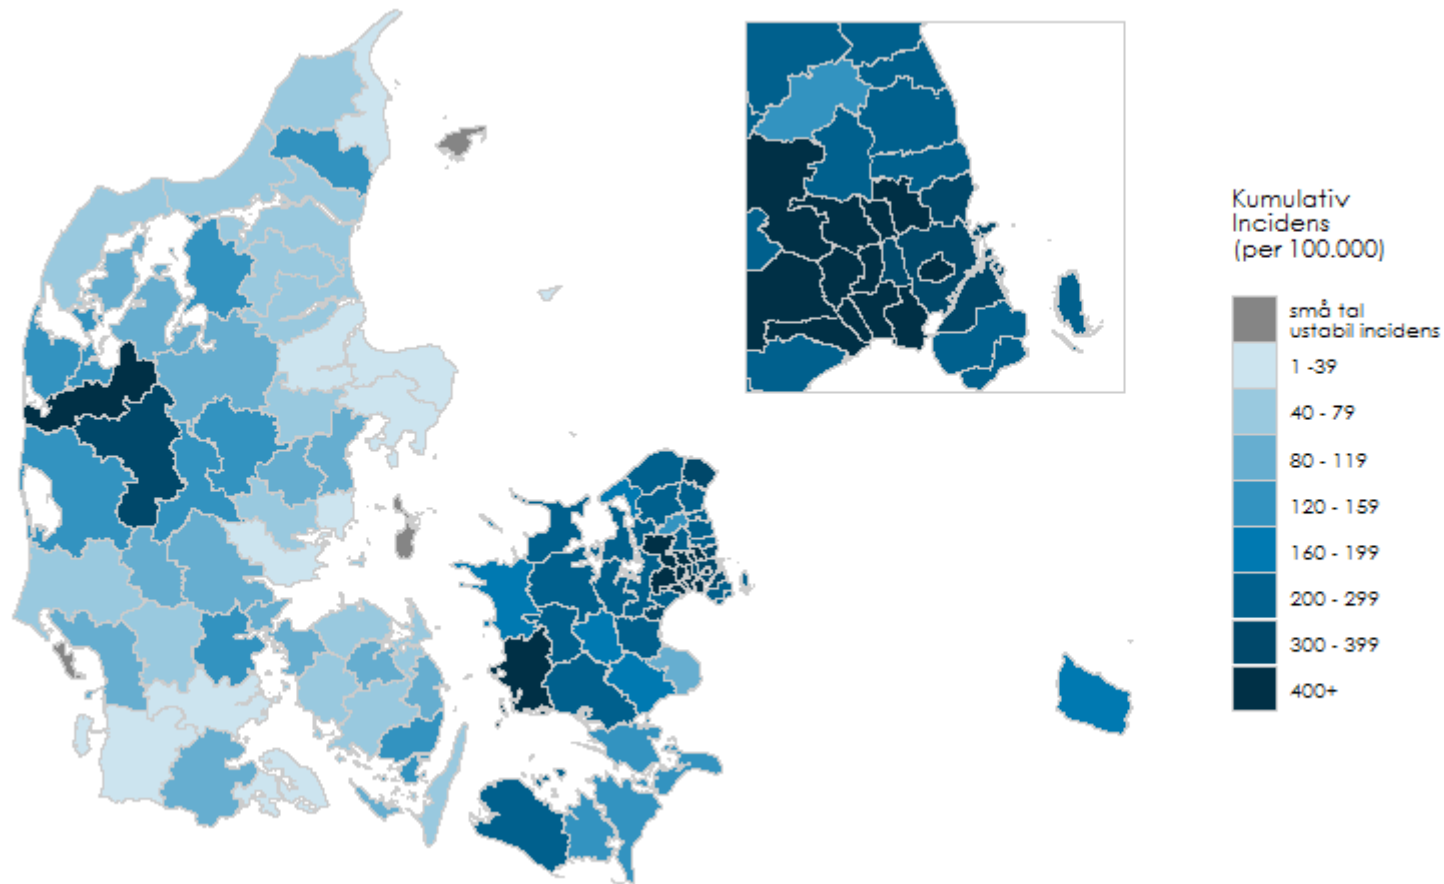 Kumulativ
Incidens
(per 100.000)
små tal
ustabil incidens
1 -39
40 - 79
80 - 119
120 - 159
160 - 199
200 - 299
300 - 399
400+